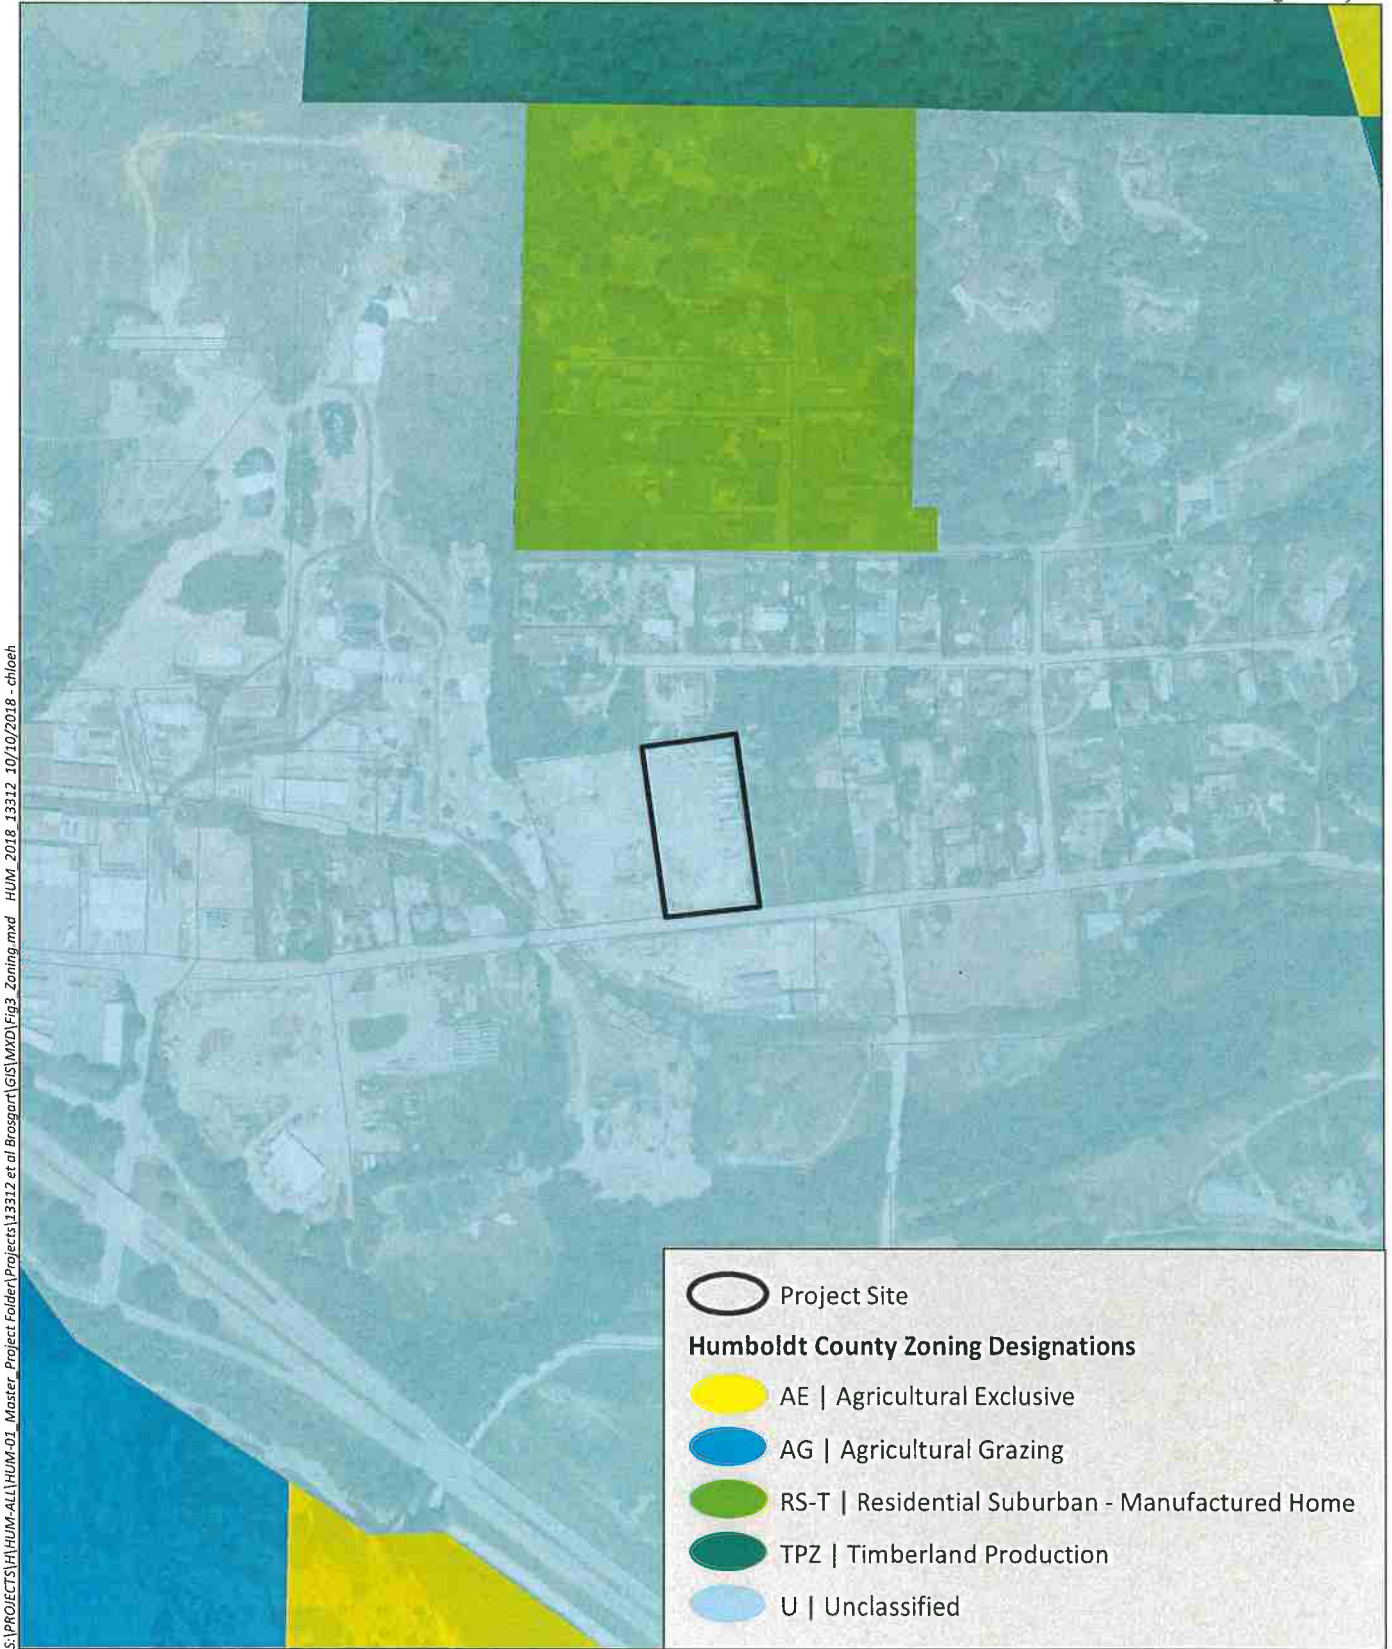 S:\PROJECTS\H\HUM-ALL\HUM-01_Master_Project Folder\Projects\13312 et al Brosgart\GIS\MXD\Fig3_Zoning.mxd HUM_2018_13312 10/10/2018 - chloeh
Project Site
Humboldt County Zoning Designations
AE | Agricultural Exclusive
AG | Agricultural Grazing
RS-T | Residential Suburban - Manufactured Home
TPZ | Timberland Production
U | Unclassified